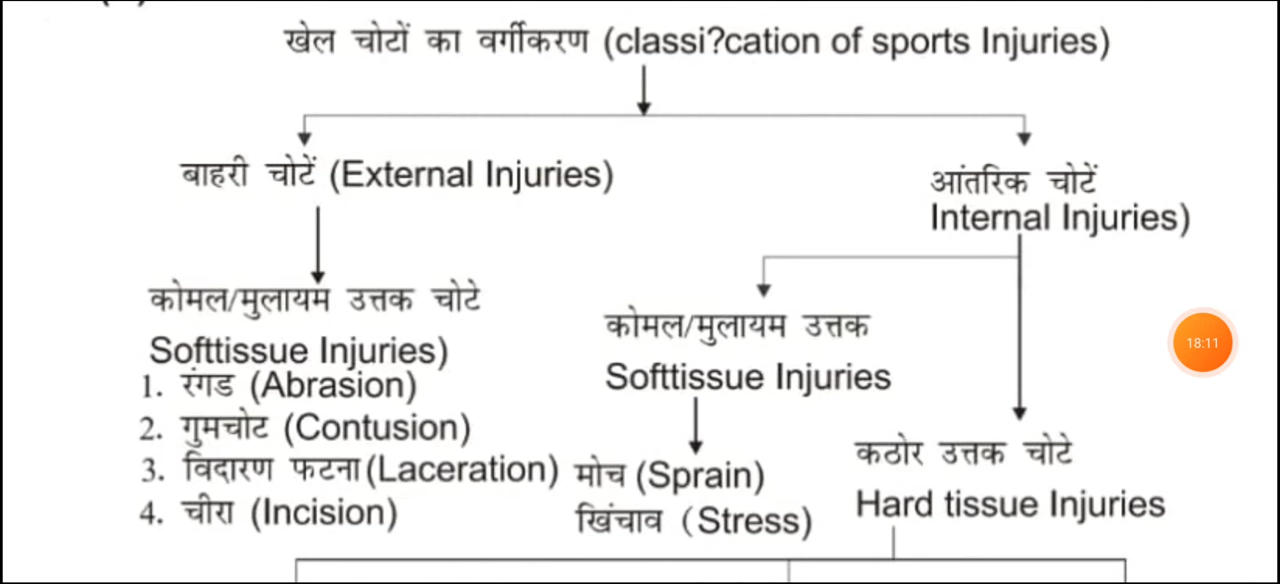 खेल चोटों का वर्गीकरण (classi?cation of sports Injuries)
बाहरी चोटें (External Injuries)
आंतरिक चोटें
Internal Injuries)
कोमल/मुलायम उत्तक चोटे
Softtissue Injuries)
1. रंगड (Abrasion)
2. गुमचोट (Contusion)
3. विदारण फटना (Laceration)
4. चीरा (Incision)
कोमल/मुलायम उत्तक
Softtissue Injuries
मोच (Sprain)
खिंचाव (Stress)
कठोर उत्तक चोटे
Hard tissue Injuries
18:11